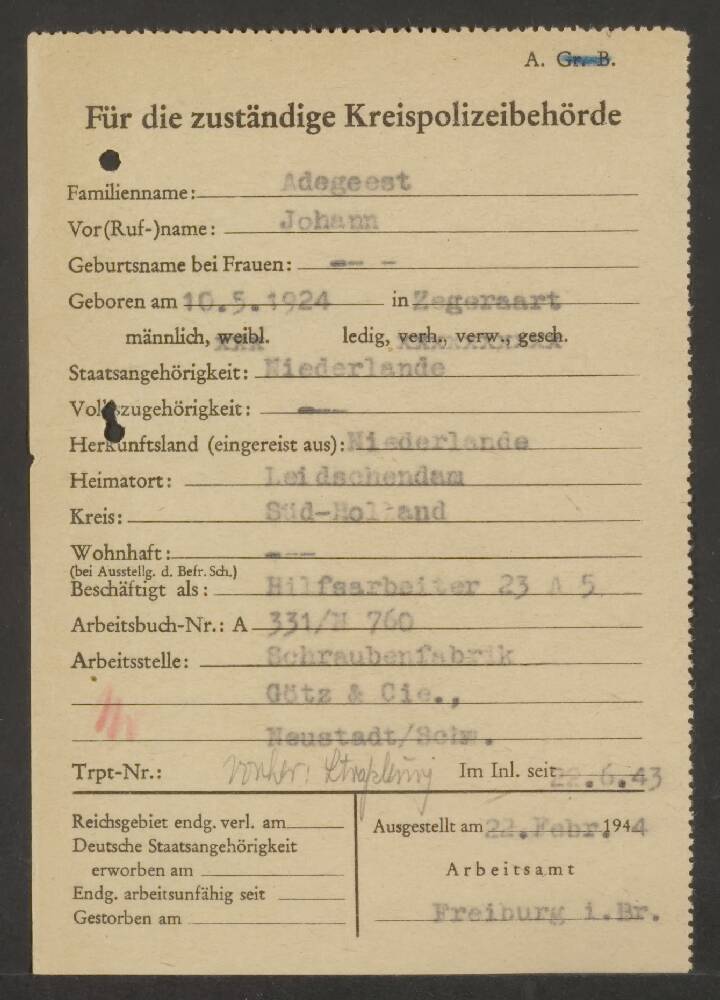 A. Gr. B.
Für die zuständige Kreispolizeibehörde
Familienname: Adegeest
Vor(Ruf-)name: Johann
Geburtsname bei Frauen: --- -
Geboren am 10.5.1924 in Zegeraart
männlich, weibl. ledig, verh., verw., gesch.
Staatsangehörigkeit: Niederlande
Volkszugehörigkeit: ---
Herkunftsland (eingereist aus): Niederlande
Heimatort: Leidschendam
Kreis: Süd-Holland
Wohnhaft: ---
(bei Ausstellg. d. Befr. Sch.)
Beschäftigt als: Hilfsarbeiter 23 A 5
Arbeitsbuch-Nr.: A 331/N 760
Arbeitsstelle: Schraubenfabrik
Götz & Cie.,
Neustadt/Schw.
Trpt-Nr.: vorher: Im Inl. seit 22.6.43
Reichsgebiet endg. verl. am
Deutsche Staatsangehörigkeit
erworben am
Endg. arbeitsunfähig seit
Gestorben am
Ausgestellt am 22.Febr. 1944
Arbeitsamt
Freiburg i.Br.